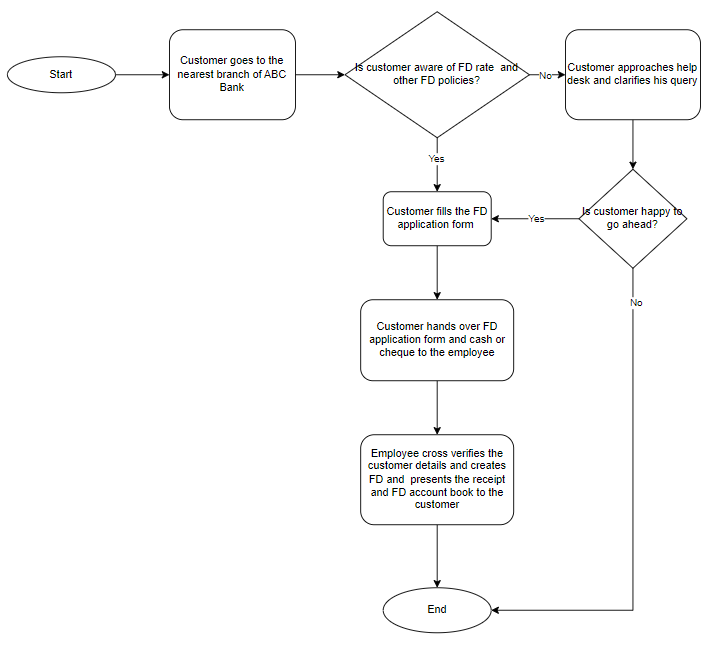 Start
Customer goes to the
nearest branch of ABC
Bank
Is customer aware of FD rate  and
other FD policies?
No
Customer approaches help
desk and clarifies his query
Yes
Customer fills the FD
application form
Yes
Is customer happy to
go ahead?
No
Customer hands over FD
application form and cash or
cheque to the employee
Employee cross verifies the
customer details and creates
FD and  presents the receipt
and FD account book to the
customer
End